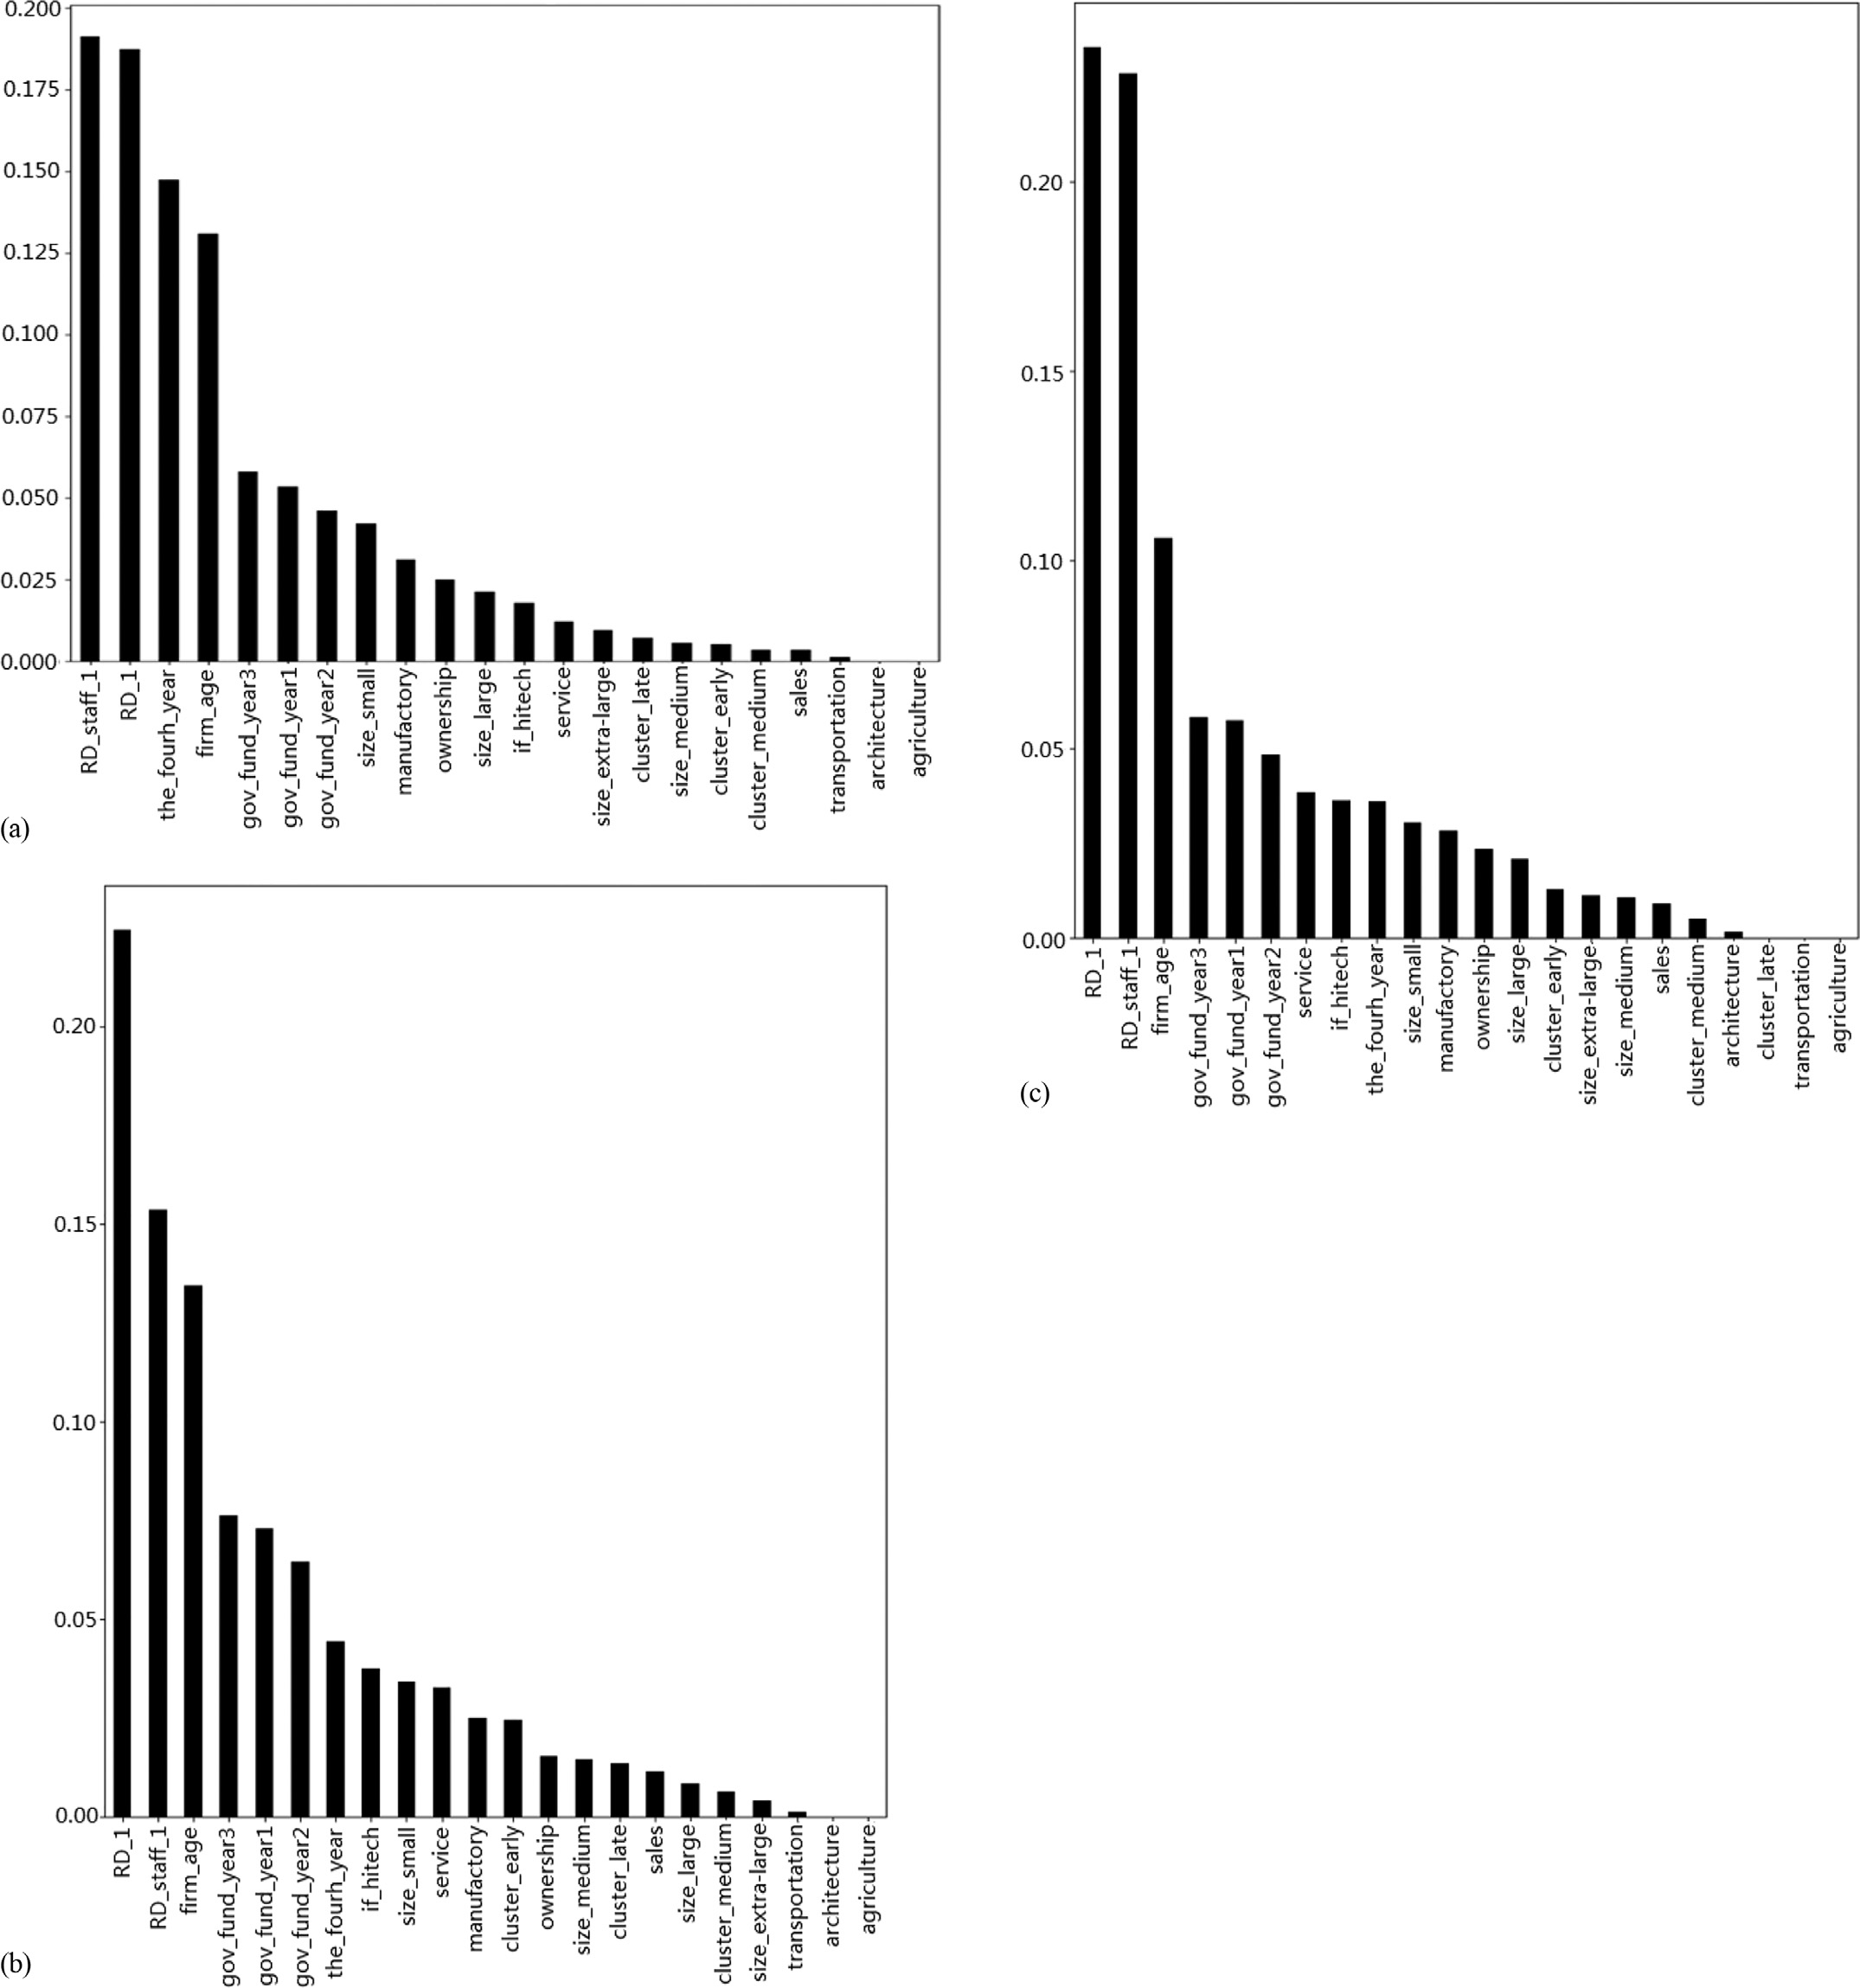 0.200
0.175
0.150
0.125
0.100
0.075
0.050
0.025
0.000
RD_staff_1
RD_1
the_fourh_year
firm_age
gov_fund_year3
gov_fund_year1
gov_fund_year2
size_small
manufactory
ownership
size_large
if_hitech
service
size_extra-large
cluster_late
size_medium
cluster_early
cluster_medium
sales
transportation
architecture
agriculture
(a)
0.20
0.15
0.10
0.05
0.00
RD_1
RD_staff_1
firm_age
gov_fund_year3
gov_fund_year1
gov_fund_year2
the_fourh_year
if_hitech
size_small
service
manufactory
cluster_early
ownership
size_medium
cluster_late
sales
size_large
cluster_medium
size_extra-large
transportation
architecture
agriculture
(b)
0.20
0.15
0.10
0.05
0.00
RD_1
RD_staff_1
firm_age
gov_fund_year3
gov_fund_year1
gov_fund_year2
service
if_hitech
the_fourh_year
size_small
manufactory
ownership
size_large
cluster_early
size_extra-large
size_medium
sales
cluster_medium
architecture
cluster_late
transportation
agriculture
(c)